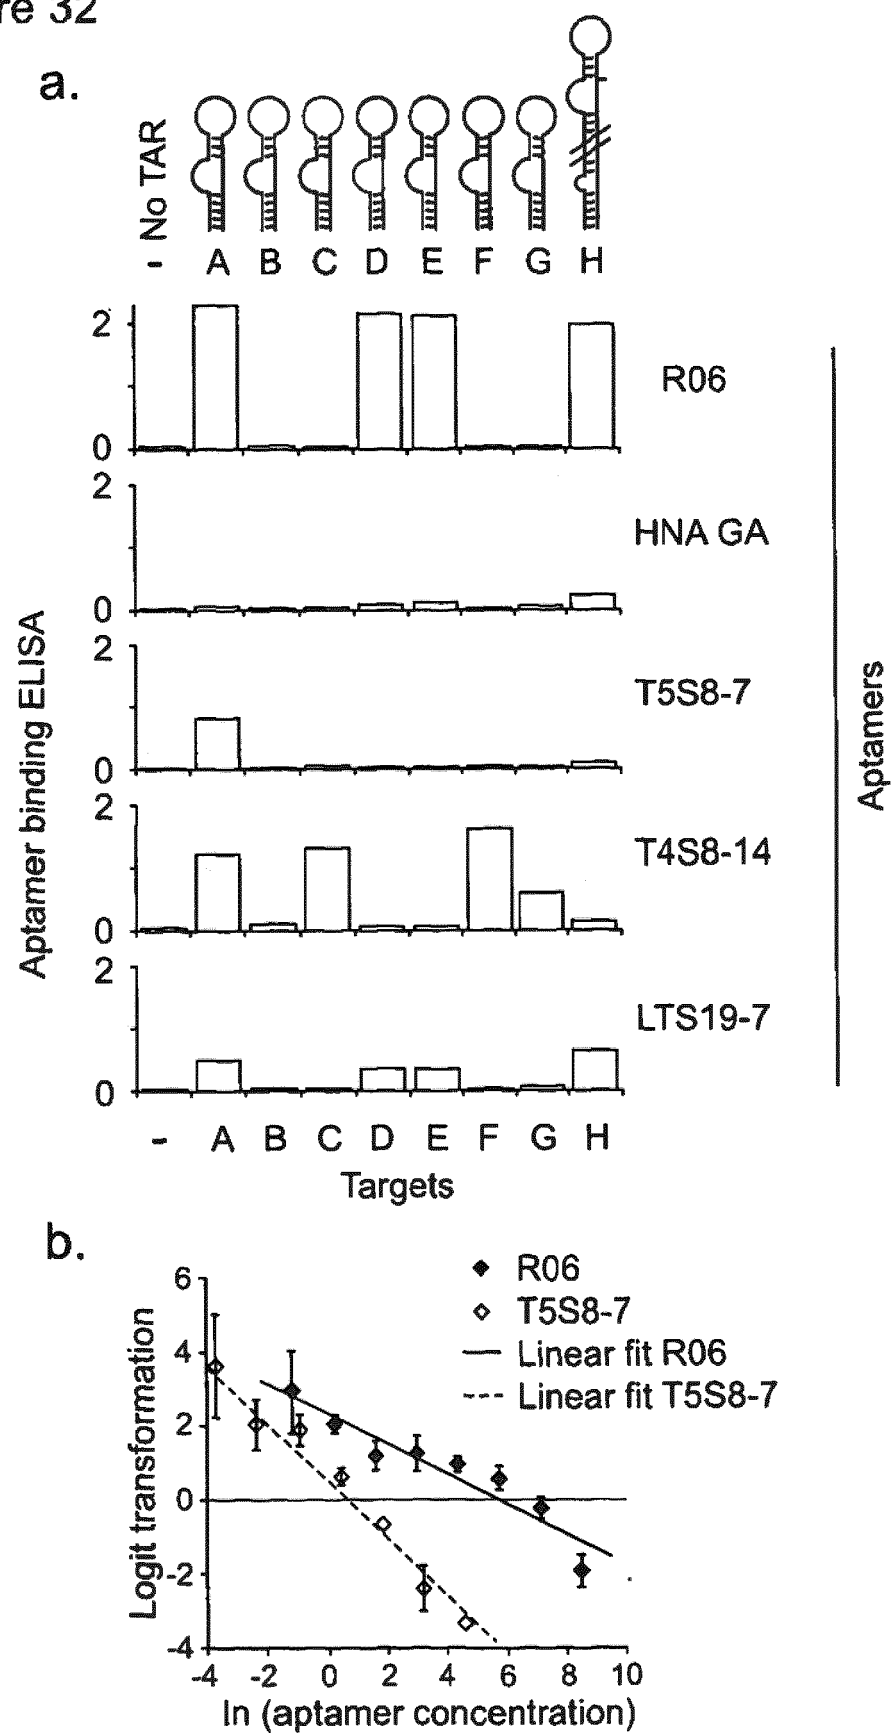 re 32
a.
- No TAR
A B C D E F G H
2
0
R06
2
0
HNA GA
2
0
T5S8-7
2
0
T4S8-14
2
0
LTS19-7
Aptamer binding ELISA
Aptamers
- A B C D E F G H
Targets
b.
R06
T5S8-7
Linear fit R06
Linear fit T5S8-7
Logit transformation
6
4
2
0
-2
-4
-4 -2 0 2 4 6 8 10
ln (aptamer concentration)